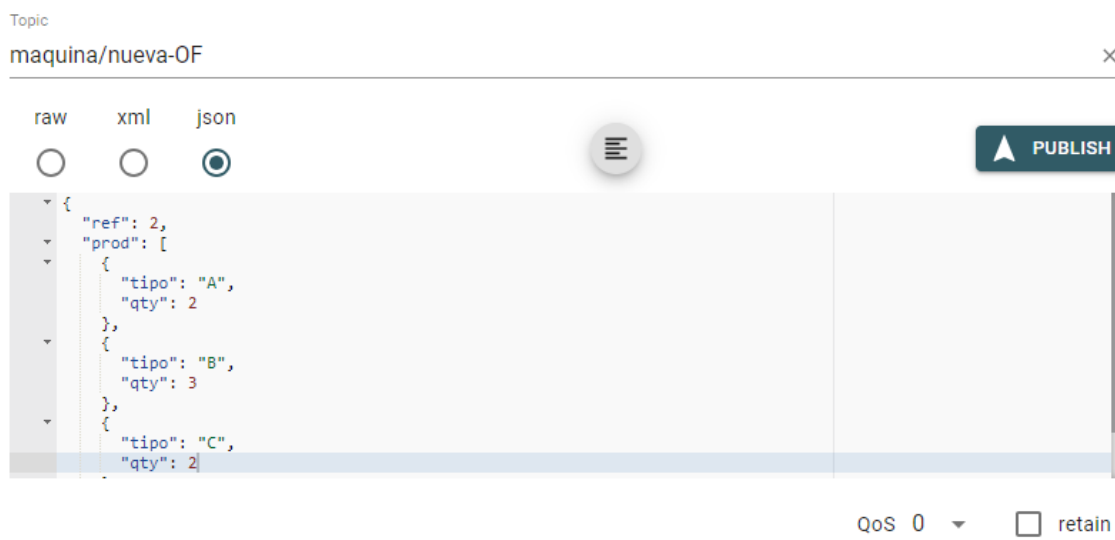 Topic
maquina/nueva-OF
raw xml json
PUBLISH
{
"ref": 2,
"prod": [
{
"tipo": "A",
"qty": 2
},
{
"tipo": "B",
"qty": 3
},
{
"tipo": "C",
"qty": 2
QoS 0 retain